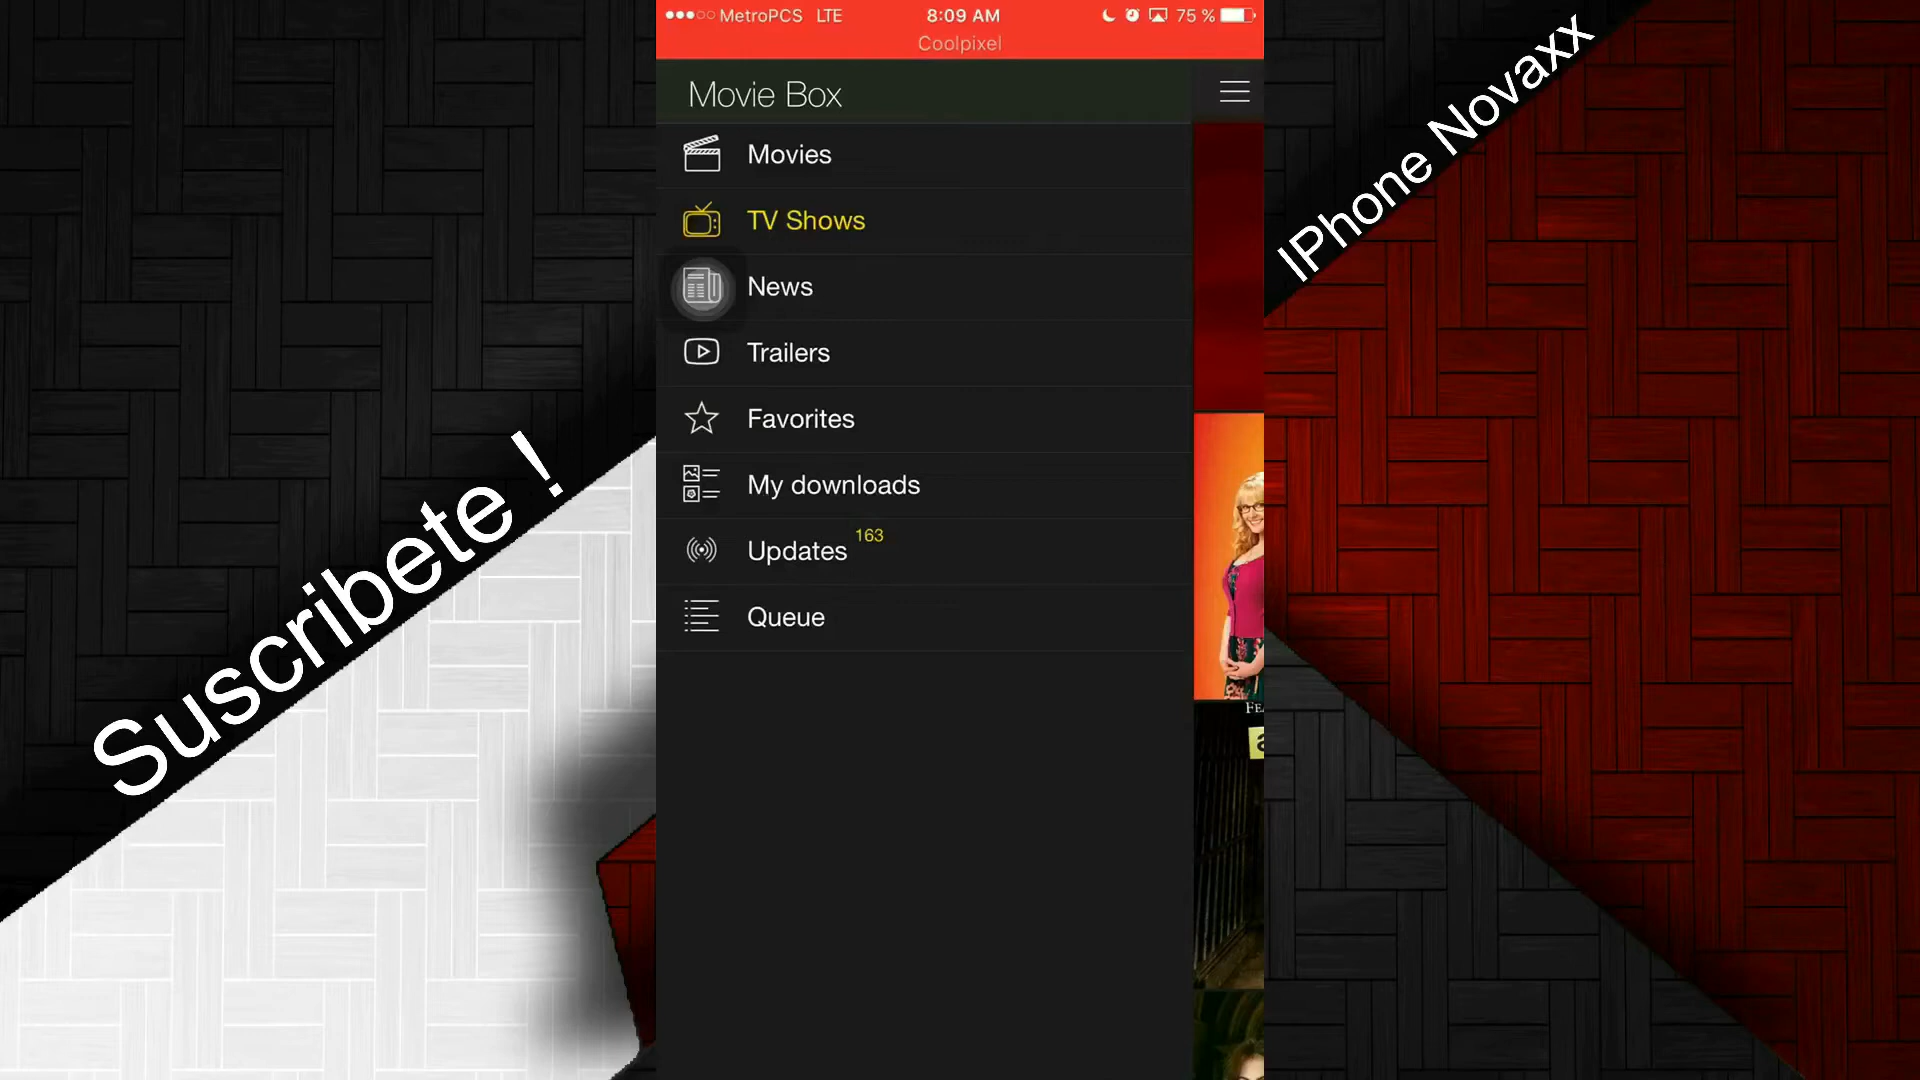 MetroPCS LTE 8:09 AM 75 %
Coolpixel
Movie Box
Movies
TV Shows
News
Trailers
Favorites
My downloads
Updates 163
Queue
Suscribete !
IPhone Novaxx